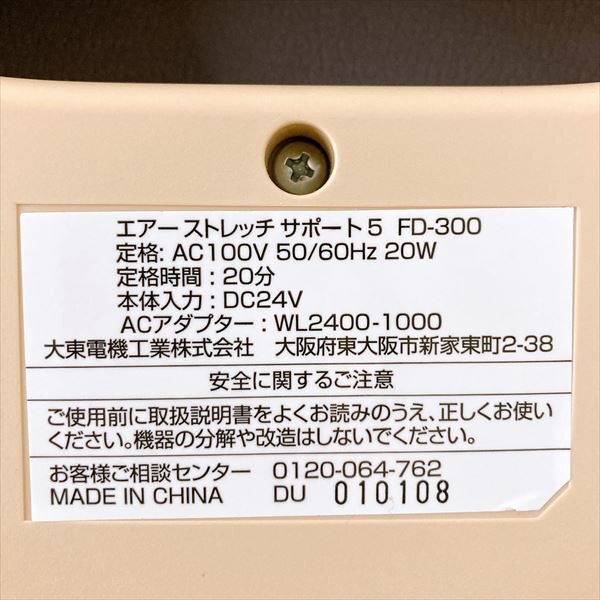 エアー ストレッチ サポート5 FD-300
定格: AC100V 50/60Hz 20W
定格時間 : 20分
本体入力 : DC24V
ACアダプター : WL2400-1000
大東電機工業株式会社 大阪府東大阪市新家東町2-38
安全に関するご注意
ご使用前に取扱説明書をよくお読みのうえ、正しくお使い
ください。機器の分解や改造はしないでください。
お客様ご相談センター 0120-064-762
MADE IN CHINA DU 010108